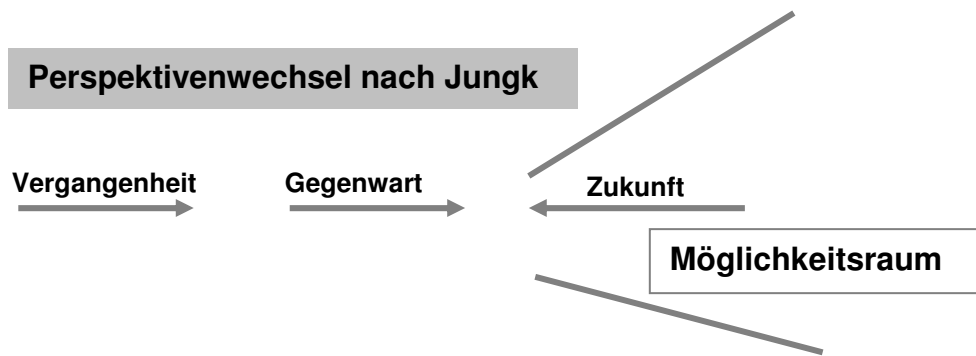 Perspektivenwechsel nach Jungk
Vergangenheit
Gegenwart
Zukunft
Möglichkeitsraum